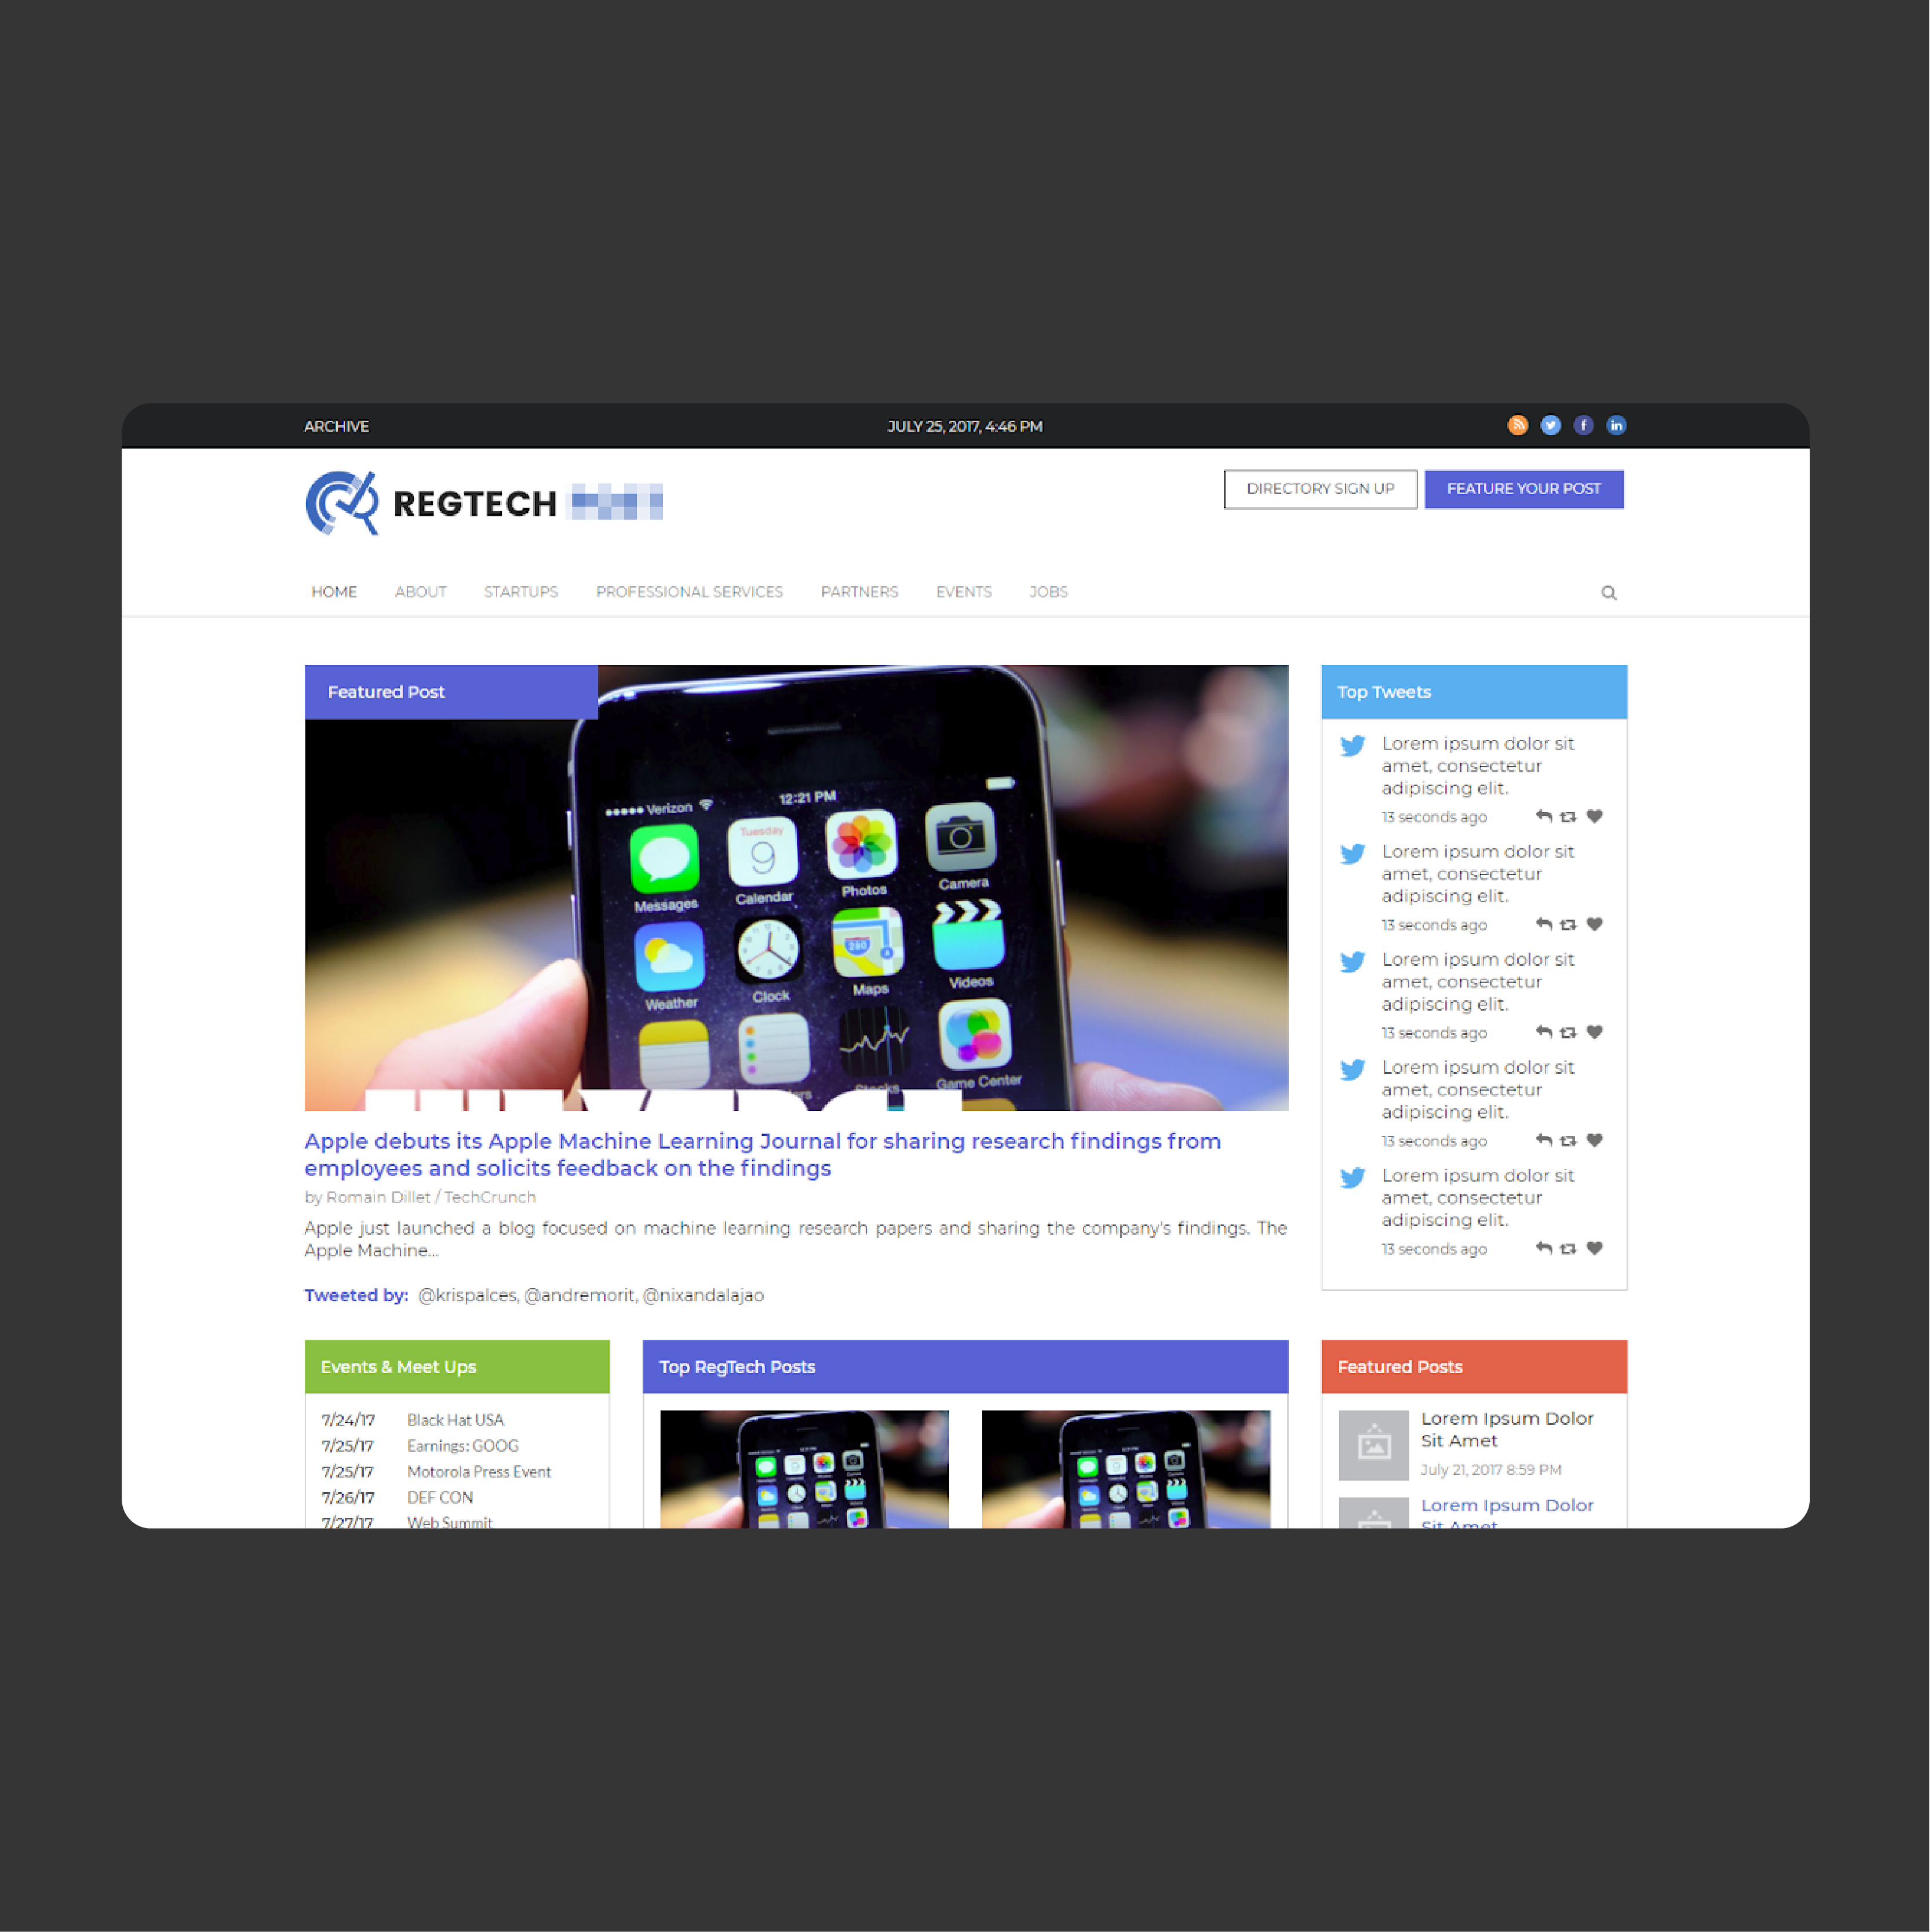 ARCHIVE
JULY 25, 2017, 4:46 PM
REGTECH
DIRECTORY SIGN UP
FEATURE YOUR POST
HOME ABOUT STARTUPS PROFESSIONAL SERVICES PARTNERS EVENTS JOBS
Featured Post
Verizon 12:21 PM
Tuesday
9
Messages Calendar Photos Camera
280
Weather Clock Maps Videos
Stocks Game Center
Apple debuts its Apple Machine Learning Journal for sharing research findings from
employees and solicits feedback on the findings
by Romain Dillet / TechCrunch
Apple just launched a blog focused on machine learning research papers and sharing the company's findings. The
Apple Machine...
Tweeted by: @krispalces, @andremorit, @nixandalajao
Top Tweets
Lorem ipsum dolor sit
amet, consectetur
adipiscing elit.
13 seconds ago
Lorem ipsum dolor sit
amet, consectetur
adipiscing elit.
13 seconds ago
Lorem ipsum dolor sit
amet, consectetur
adipiscing elit.
13 seconds ago
Lorem ipsum dolor sit
amet, consectetur
adipiscing elit.
13 seconds ago
Lorem ipsum dolor sit
amet, consectetur
adipiscing elit.
13 seconds ago
Events & Meet Ups
7/24/17 Black Hat USA
7/25/17 Earnings: GOOG
7/25/17 Motorola Press Event
7/26/17 DEF CON
7/27/17 Web Summit
Top RegTech Posts
Featured Posts
Lorem Ipsum Dolor
Sit Amet
July 21, 2017 8:59 PM
Lorem Ipsum Dolor
Sit Amet